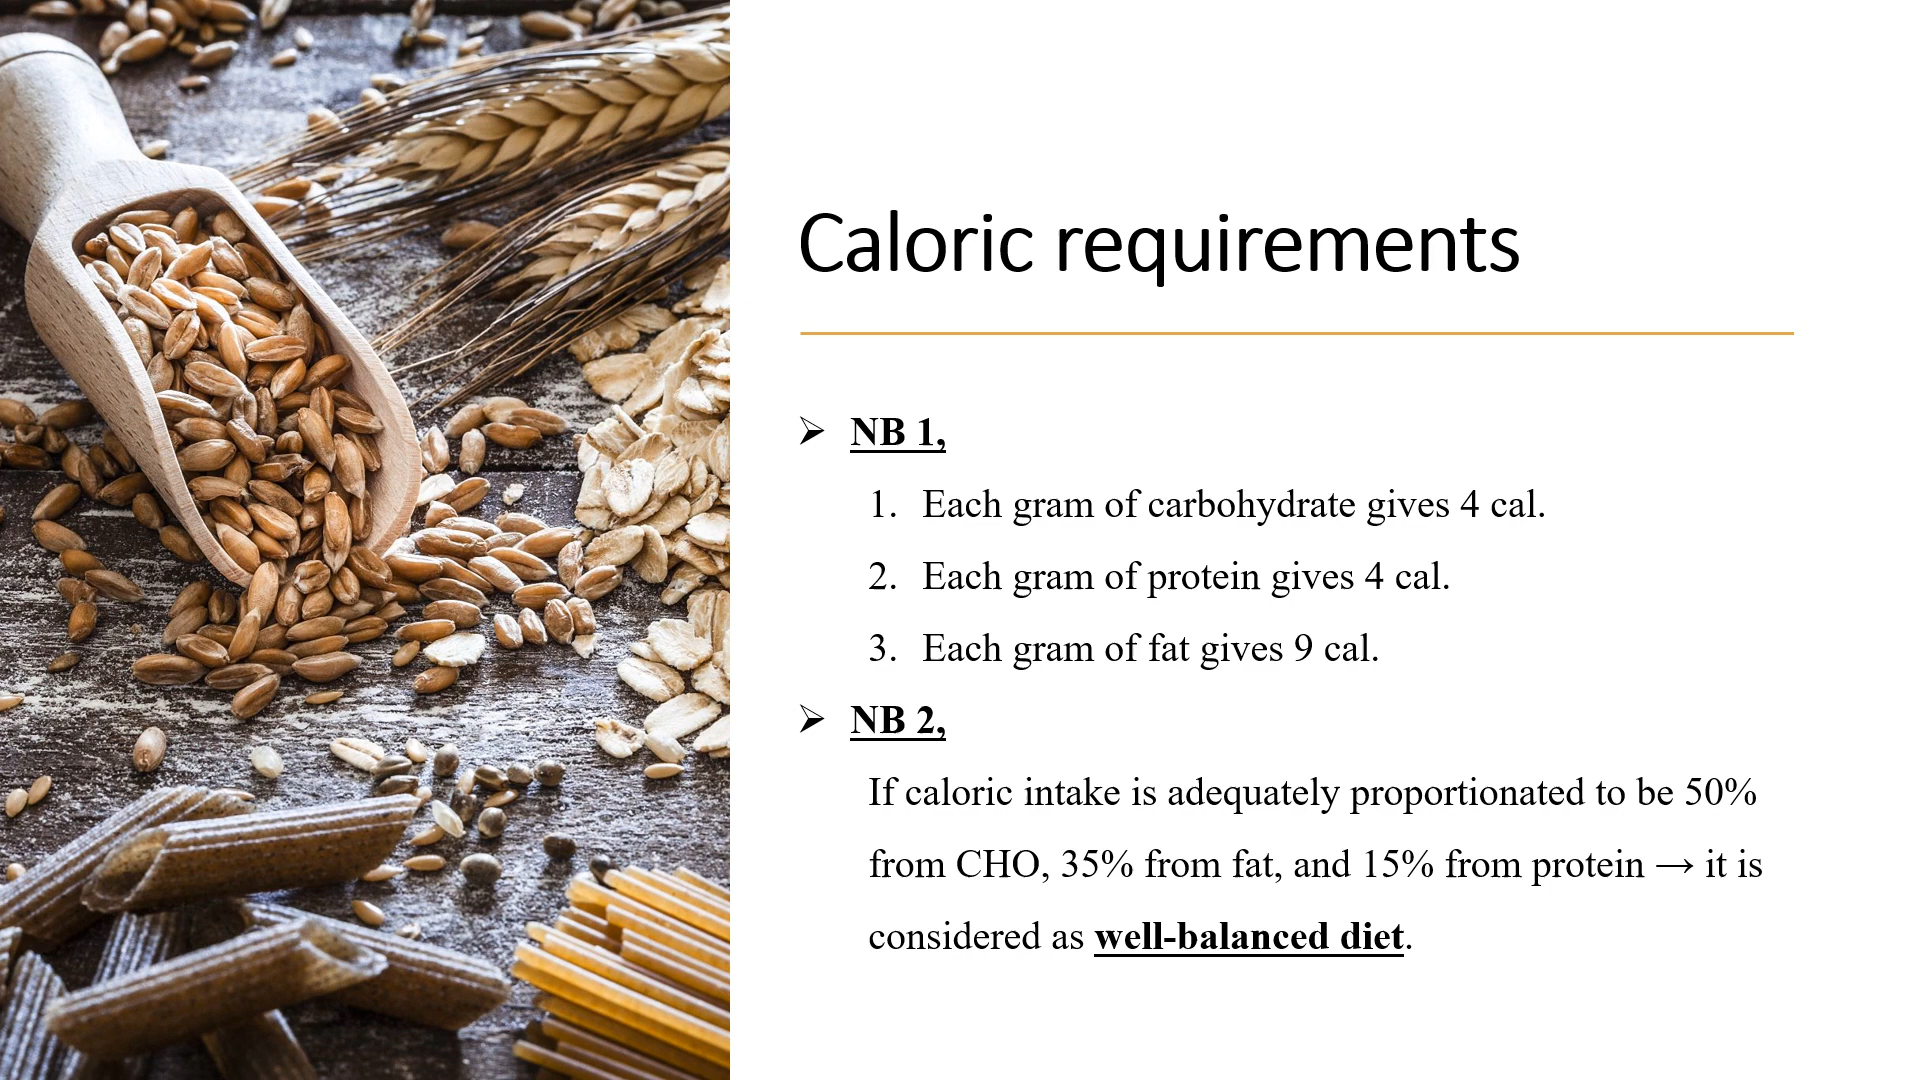 Caloric requirements
➢ NB 1,
1. Each gram of carbohydrate gives 4 cal.
2. Each gram of protein gives 4 cal.
3. Each gram of fat gives 9 cal.
➢ NB 2,
If caloric intake is adequately proportionated to be 50%
from CHO, 35% from fat, and 15% from protein → it is
considered as well-balanced diet.